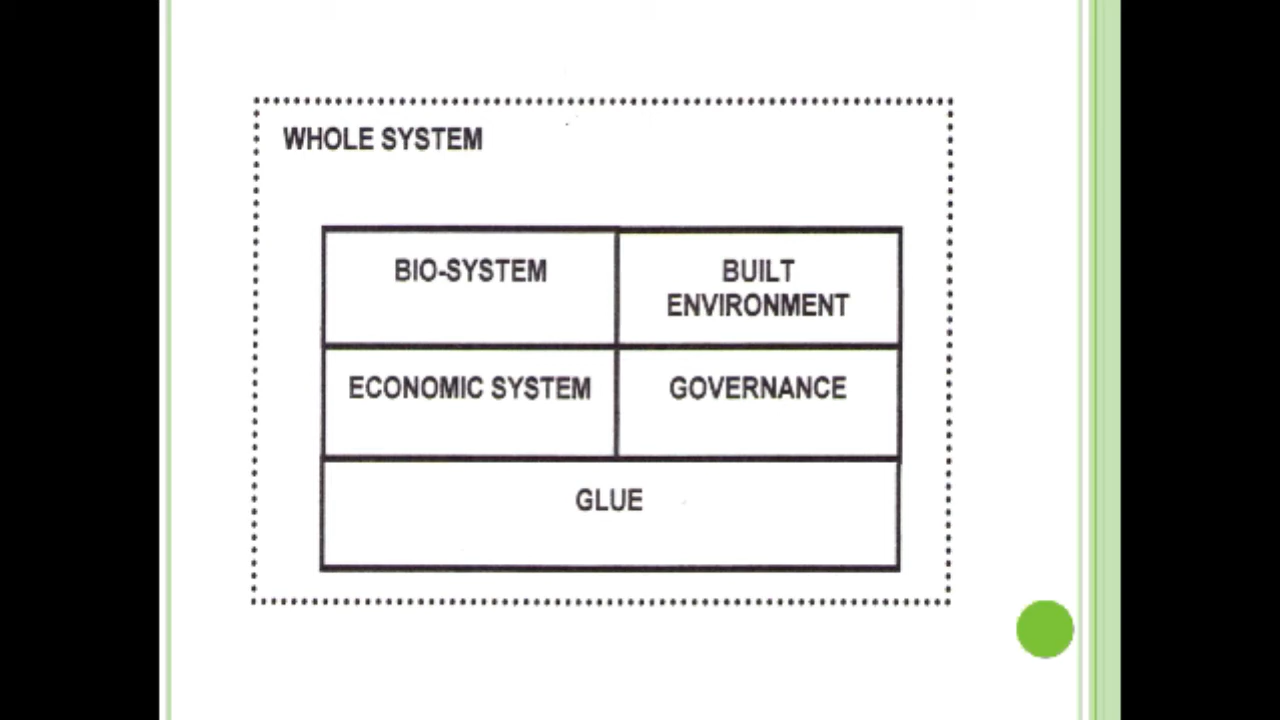 WHOLE SYSTEM
BIO-SYSTEM
BUILT
ENVIRONMENT
ECONOMIC SYSTEM
GOVERNANCE
GLUE